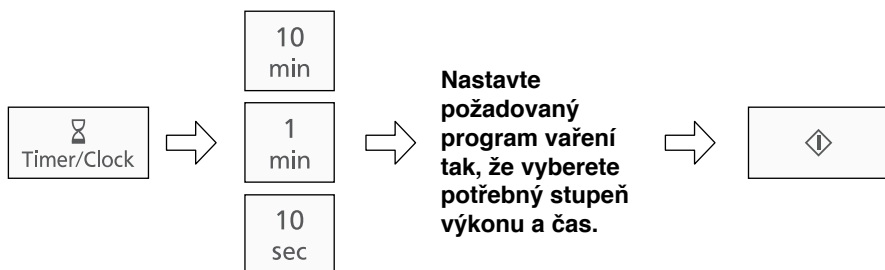 Timer/Clock
10
min
1
min
10
sec
Nastavte
požadovaný
program vaření
tak, že vyberete
potřebný stupeň
výkonu a čas.